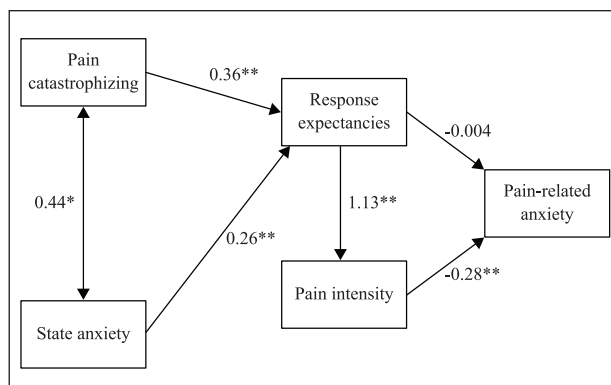 Pain
catastrophizing
0.36**
Response
expectancies
-0.004
Pain-related
anxiety
0.44*
0.26**
1.13**
Pain intensity
-0.28**
State anxiety